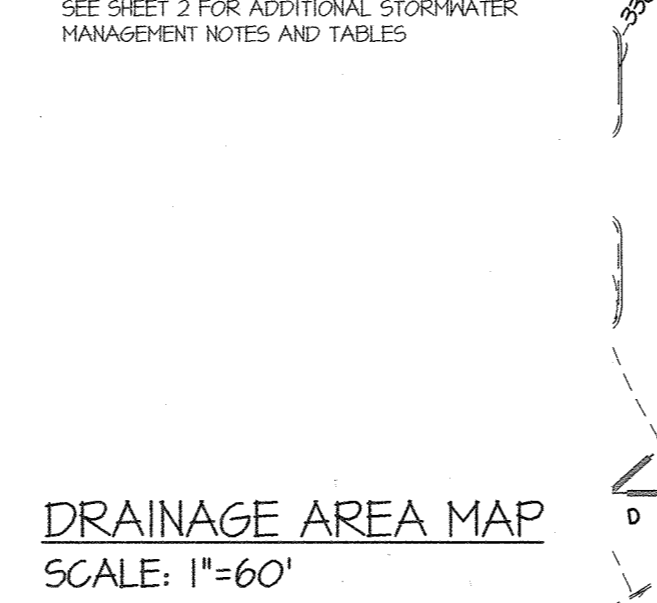 SEE SHEET 2 FOR ADDITIONAL STORMWATER
MANAGEMENT NOTES AND TABLES
D
DRAINAGE AREA MAP
SCALE: 1"=60'